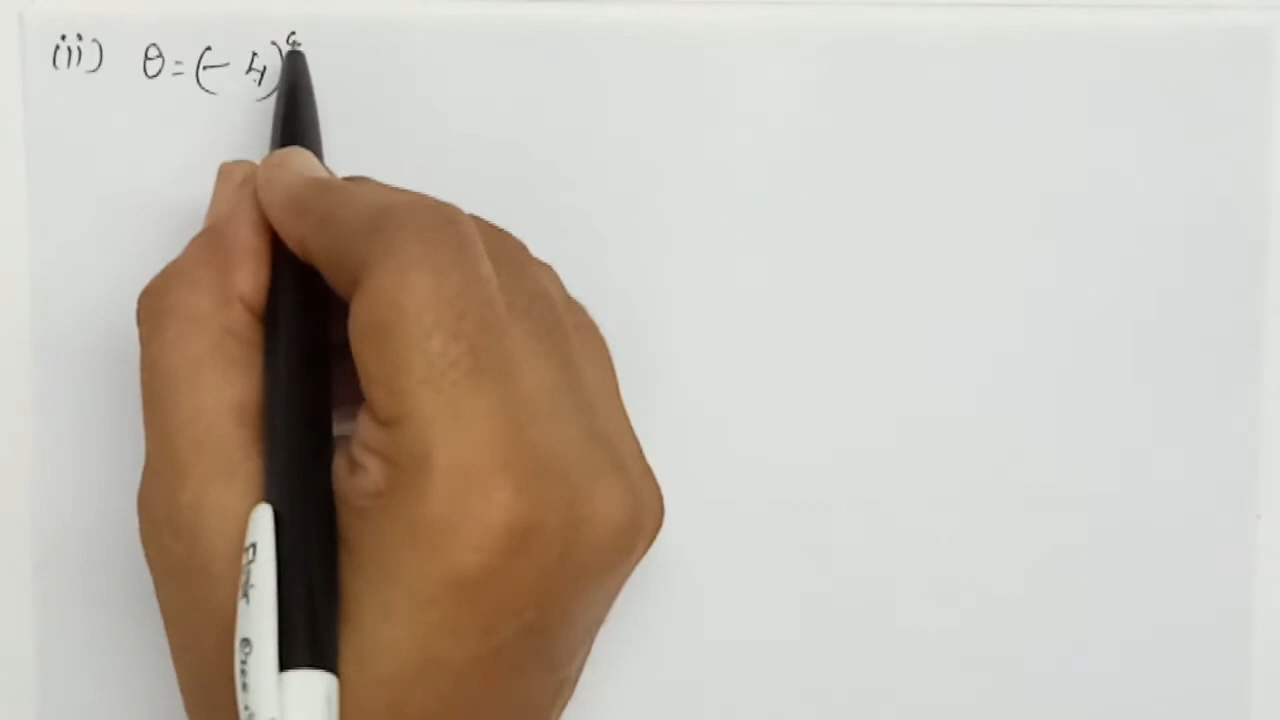 (ii) θ = (- 4)ᶜ